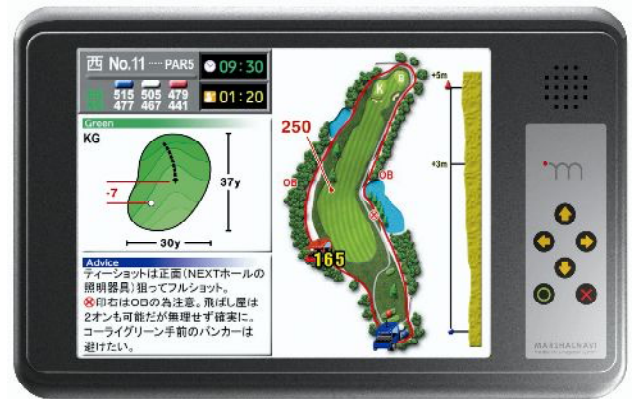 西 No.11 PAR5
09:30
515 505 479
477 467 441
01:20
Green
KG
37y
-7
30y
Advice
ティーショットは正面(NEXTホールの
照明器具)狙ってフルショット。
⊗印右はOBの為注意。飛ばし屋は
2オンも可能だが無理せず確実に。
コーライグリーン手前のバンカーは
避けたい。
K
B
250
OB
OB
165
+5m
+3m
m
MARSHALNAVI